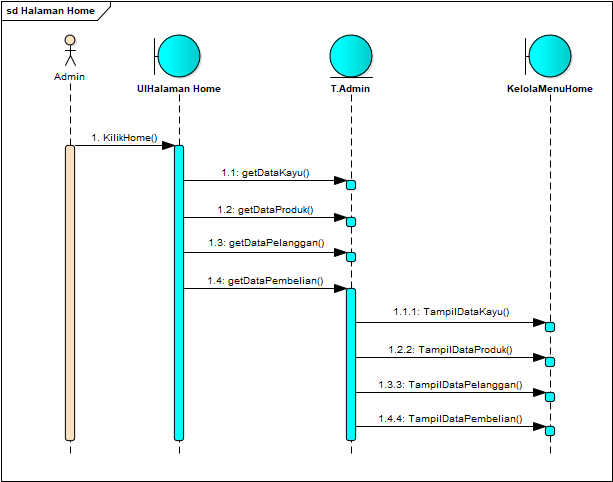 sd Halaman Home
Admin
UIHalaman Home
T.Admin
KelolaMenuHome
1. KilikHome()
1.1: getDataKayu()
1.2: getDataProduk()
1.3: getDataPelanggan()
1.4: getDataPembelian()
1.1.1: TampilDataKayu()
1.2.2: TampilDataProduk()
1.3.3: TampilDataPelanggan()
1.4.4: TampilDataPembelian()